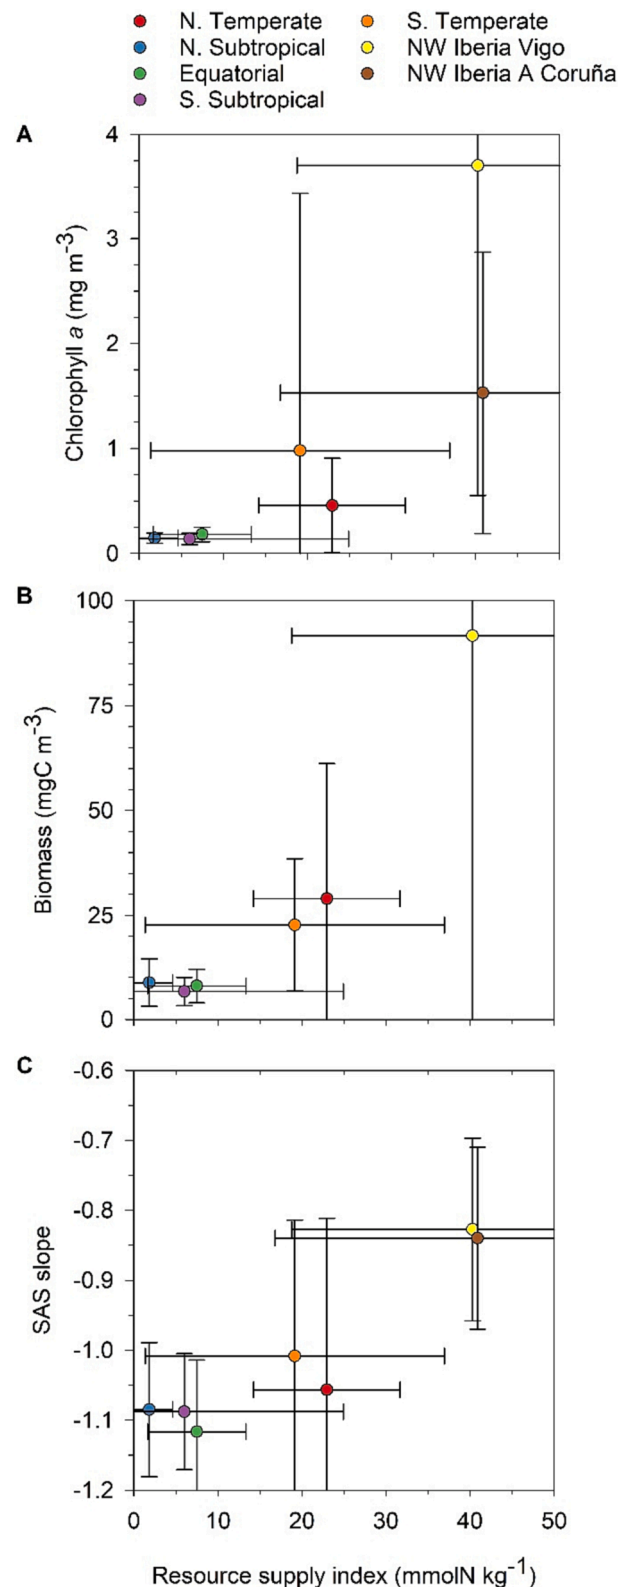 N. Temperate
N. Subtropical
Equatorial
S. Subtropical
S. Temperate
NW Iberia Vigo
NW Iberia A Coruña
A
4
3
2
1
0
Chlorophyll a (mg m-3)
B
100
75
50
25
0
Biomass (mgC m-3)
C
-0.6
-0.7
-0.8
-0.9
-1.0
-1.1
-1.2
SAS slope
0 10 20 30 40 50
Resource supply index (mmolN kg-1)